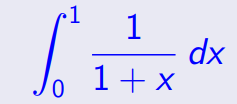 ∫₀¹ 1/(1 + x) dx